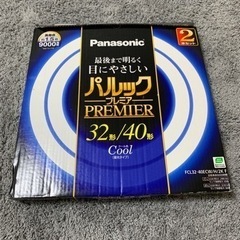 Panasonic
最後まで明るく
目にやさしい
パルック
プレミア
PREMIER
32形/40形
Cool
2
9000
FCL32·40ECW/H/2K